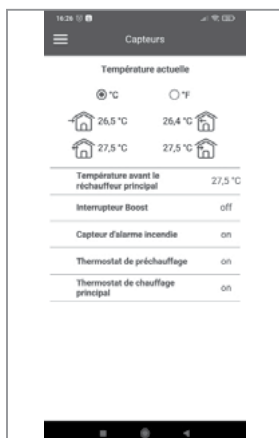 16:26
Capteurs
Température actuelle
°C °F
26,5 °C 26,4 °C
27,5 °C 27,5 °C
Température avant le
réchauffeur principal 27,5 °C
Interrupteur Boost off
Capteur d'alarme incendie on
Thermostat de préchauffage on
Thermostat de chauffage
principal on